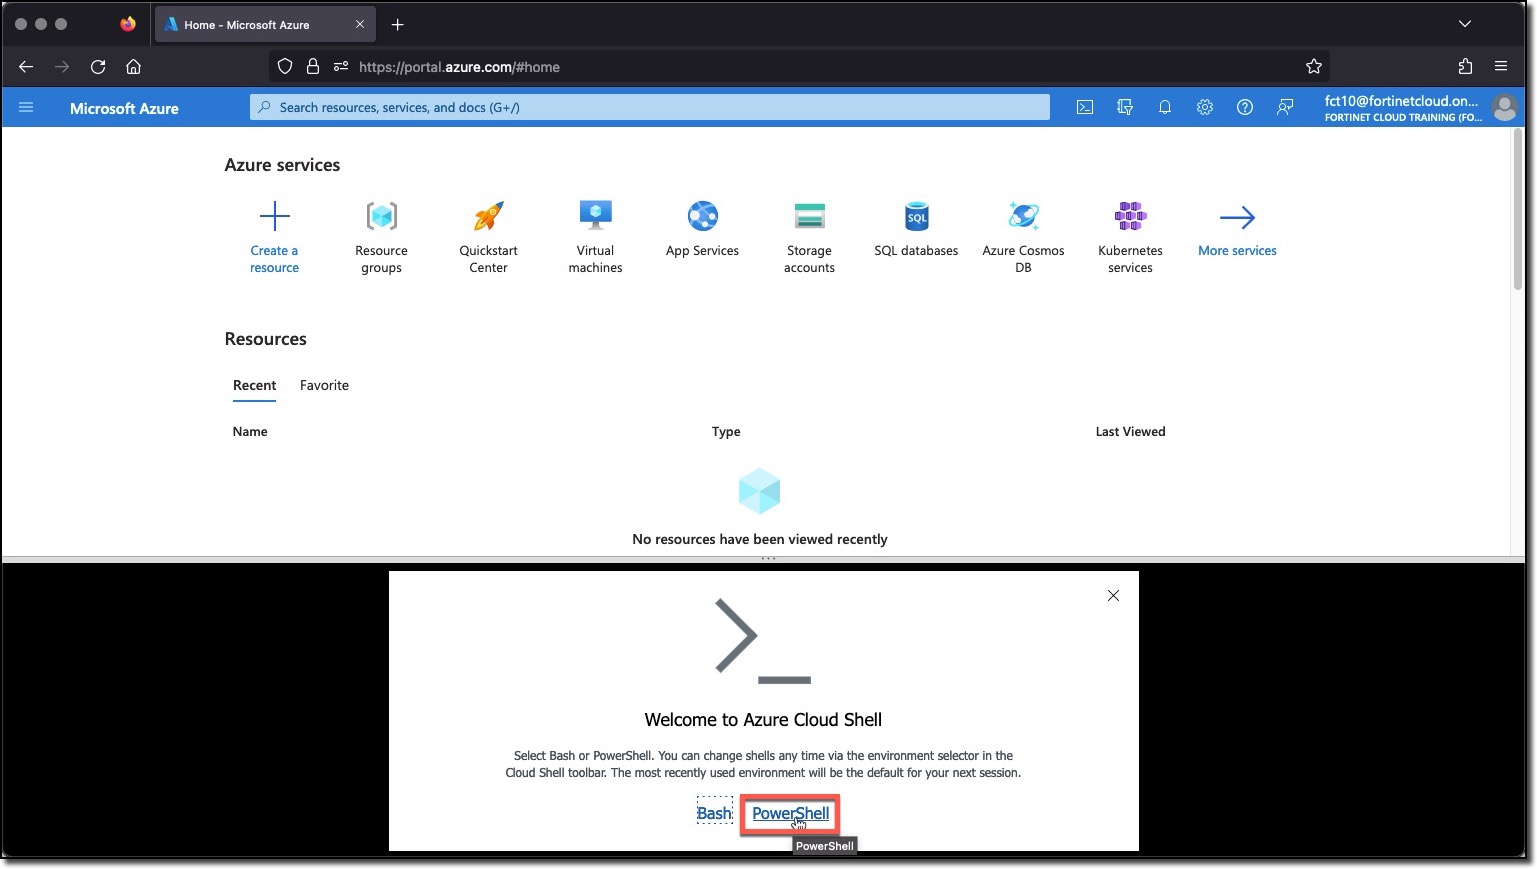 Home - Microsoft Azure
https://portal.azure.com/#home
Microsoft Azure
Search resources, services, and docs (G+/)
fct10@fortinetcloud.on...
FORTINET CLOUD TRAINING (FO...
Azure services
Create a
resource
Resource
groups
Quickstart
Center
Virtual
machines
App Services
Storage
accounts
SQL
SQL databases
Azure Cosmos
DB
Kubernetes
services
More services
Resources
Recent
Favorite
Name
Type
Last Viewed
No resources have been viewed recently
Welcome to Azure Cloud Shell
Select Bash or PowerShell. You can change shells any time via the environment selector in the
Cloud Shell toolbar. The most recently used environment will be the default for your next session.
Bash
PowerShell
PowerShell